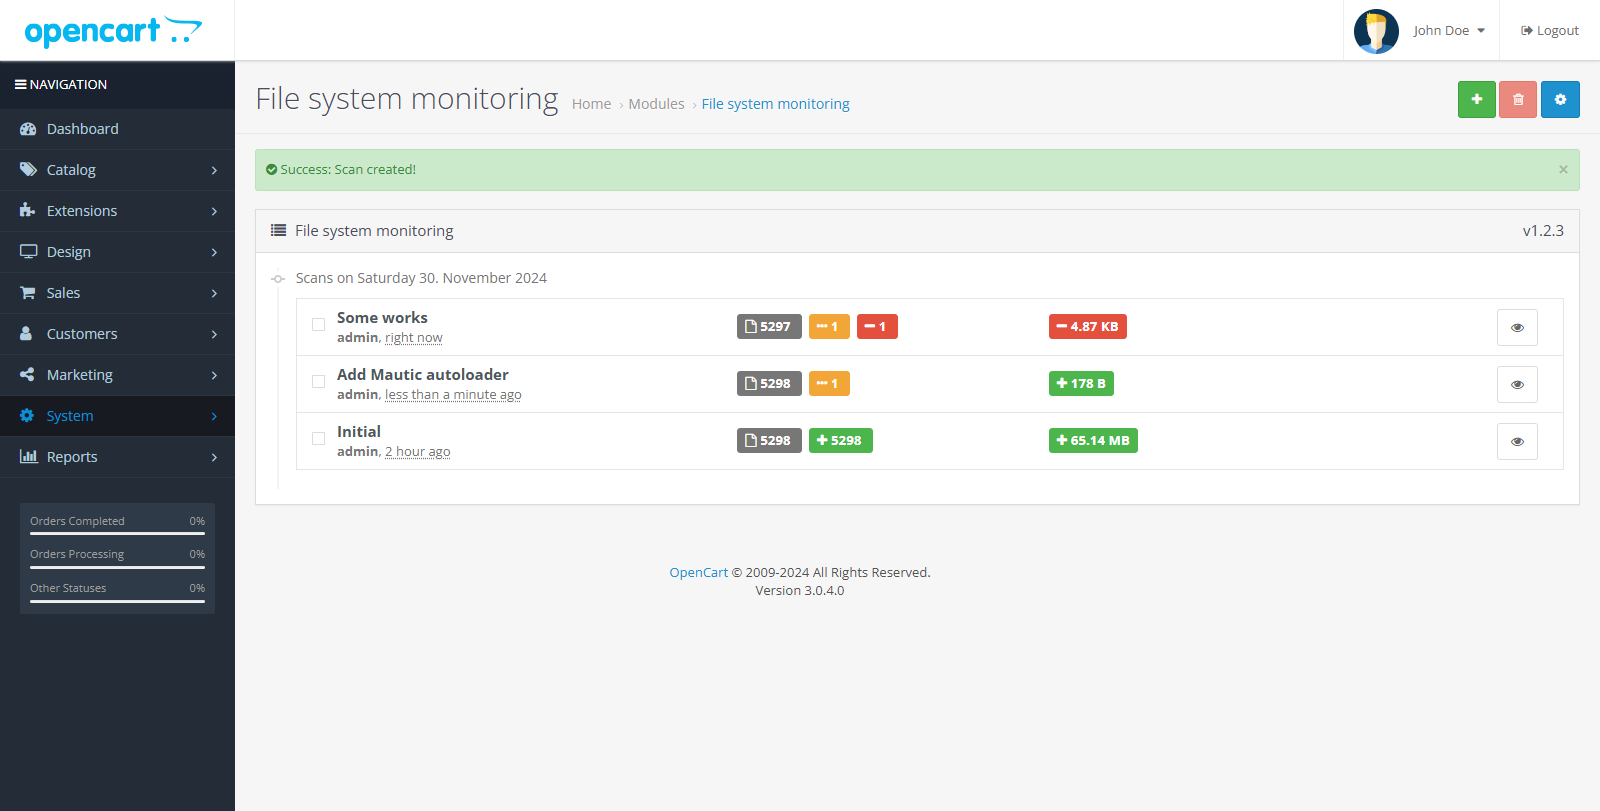 opencart
John Doe
Logout
NAVIGATION
Dashboard
Catalog
Extensions
Design
Sales
Customers
Marketing
System
Reports
Orders Completed 0%
Orders Processing 0%
Other Statuses 0%
File system monitoring
Home › Modules › File system monitoring
Success: Scan created!
×
File system monitoring
v1.2.3
Scans on Saturday 30. November 2024
Some works
admin, right now
5297 1 1 4.87 KB
Add Mautic autoloader
admin, less than a minute ago
5298 1 178 B
Initial
admin, 2 hour ago
5298 5298 65.14 MB
OpenCart © 2009-2024 All Rights Reserved.
Version 3.0.4.0